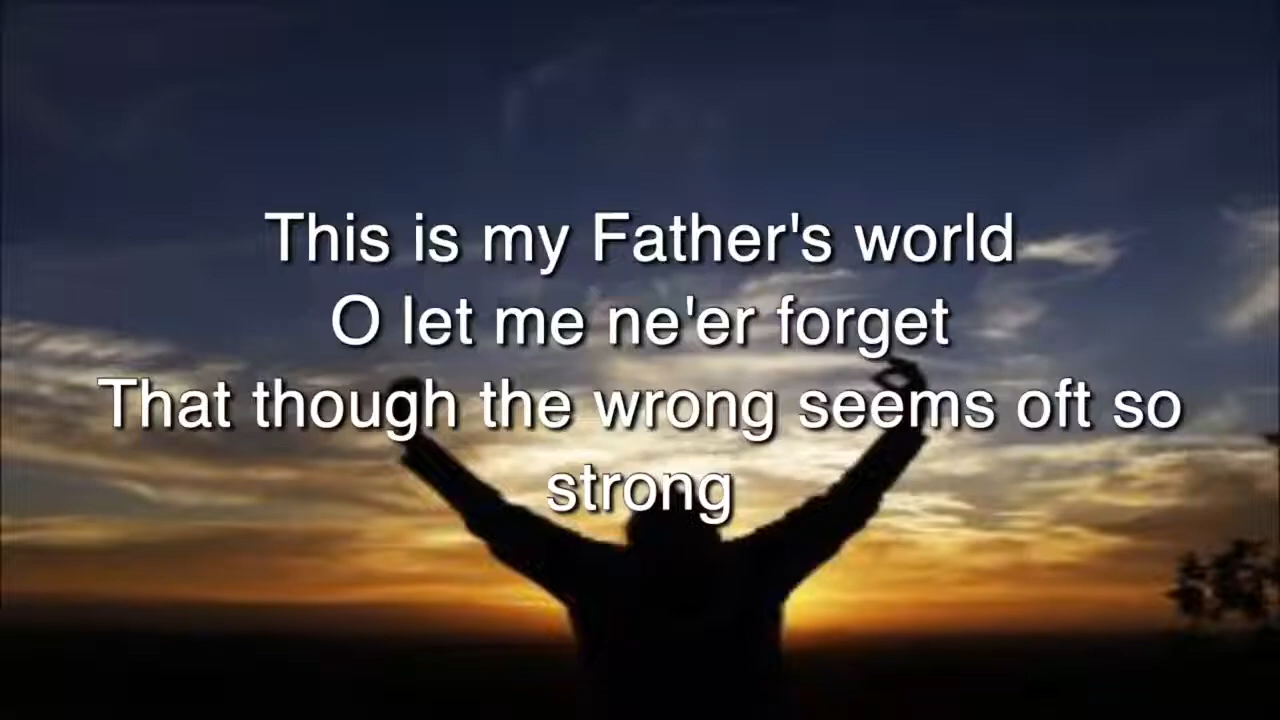 This is my Father's world
O let me ne'er forget
That though the wrong seems oft so
strong